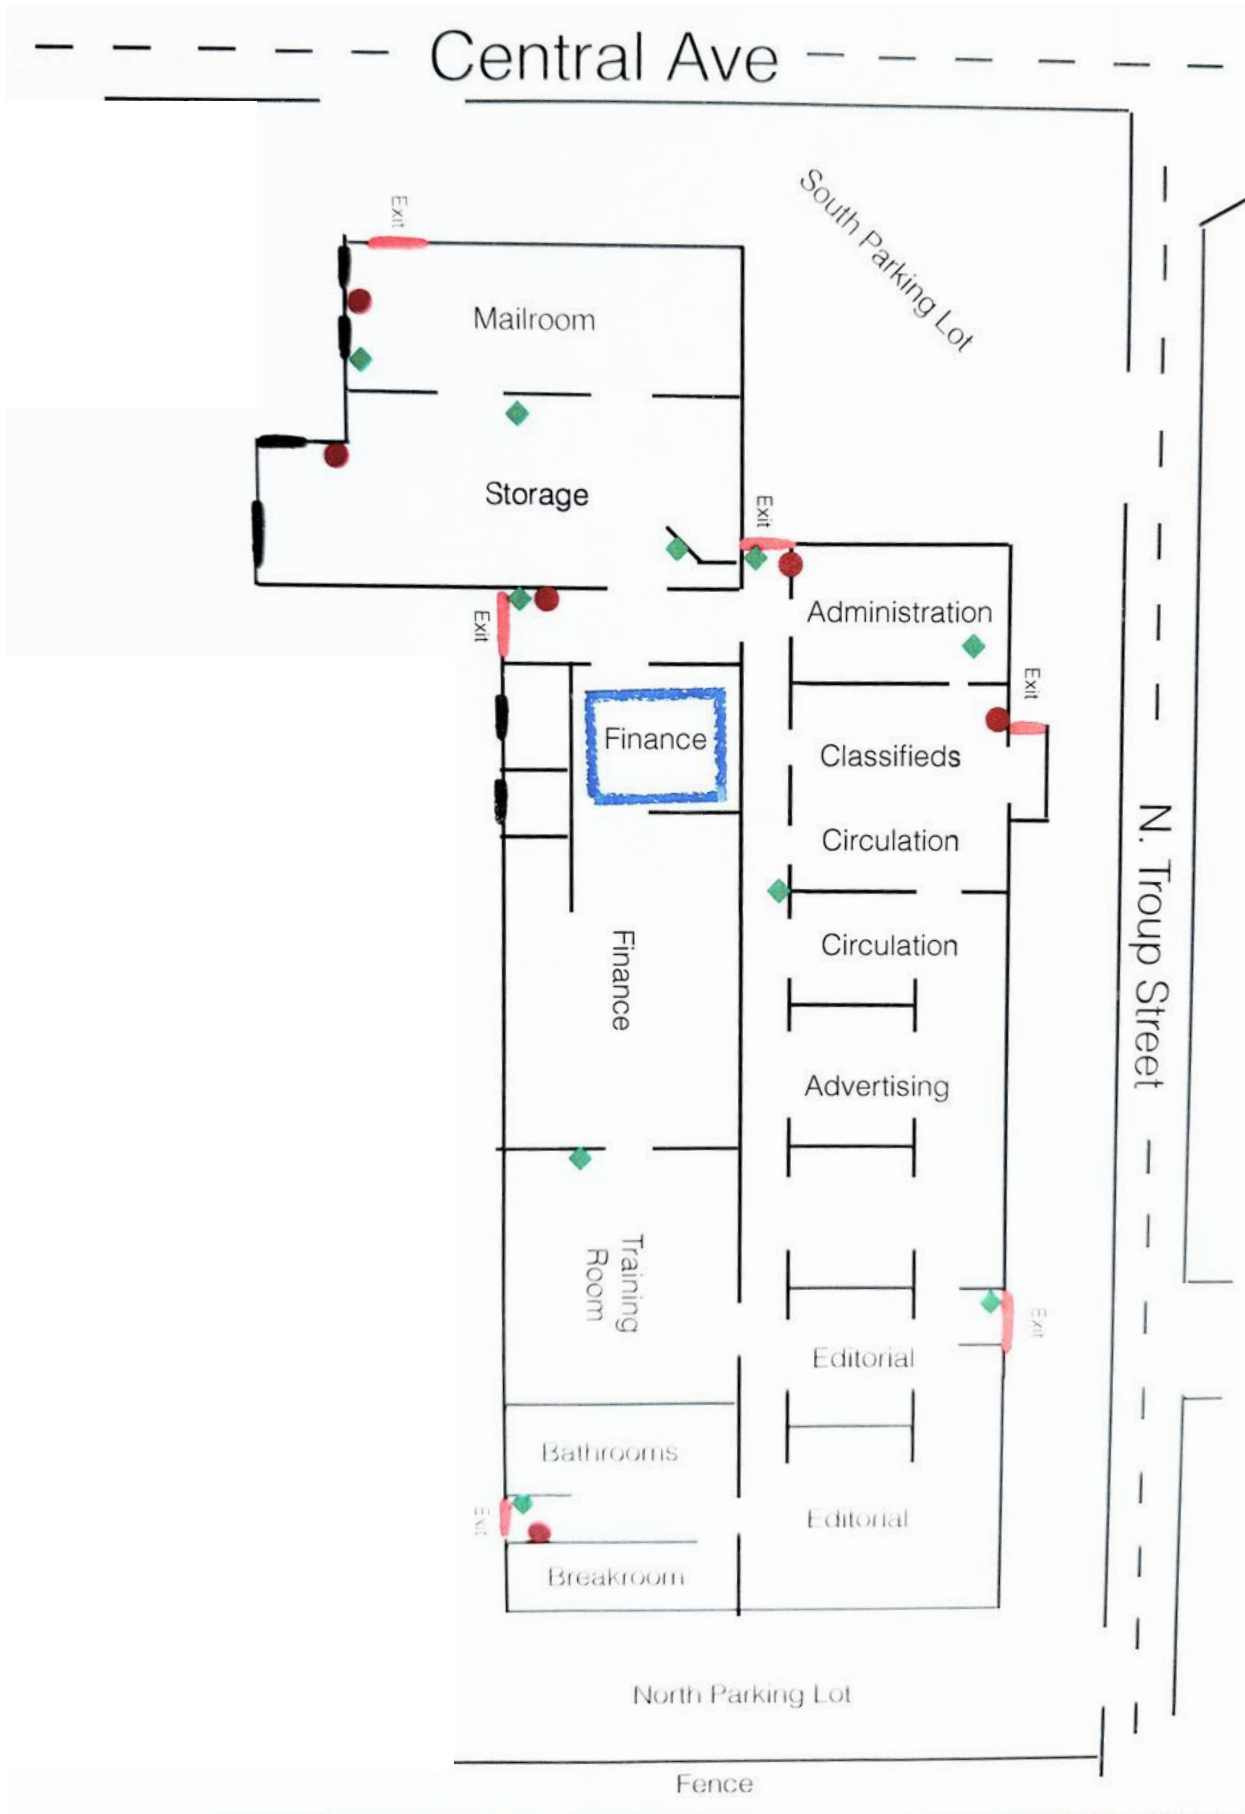 Central Ave
South Parking Lot
Exit
Mailroom
Storage
Exit
Exit
Administration
Exit
Finance
Classifieds
Circulation
N. Troup Street
Finance
Circulation
Advertising
Training
Room
Exit
Editorial
Bathrooms
Exit
Editorial
Breakroom
North Parking Lot
Fence